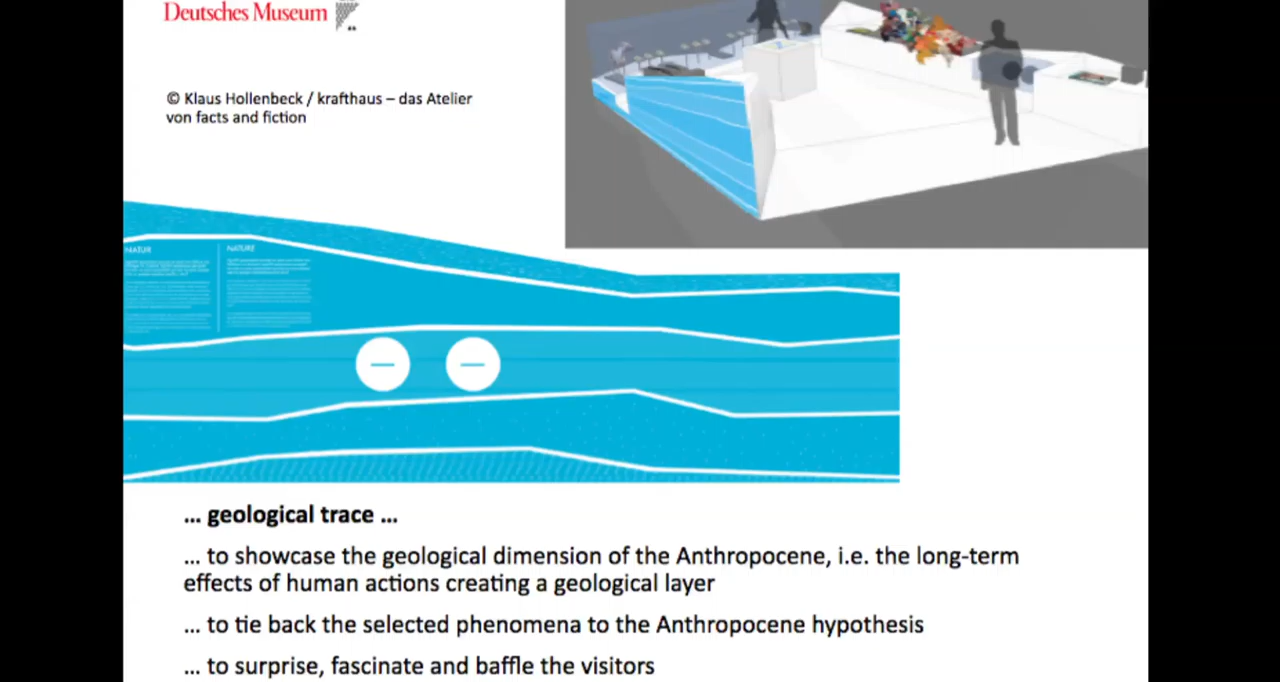 Deutsches Museum
© Klaus Hollenbeck / krafthaus – das Atelier
von facts and fiction
NATUR
NATURE
... geological trace ...
... to showcase the geological dimension of the Anthropocene, i.e. the long-term
effects of human actions creating a geological layer
... to tie back the selected phenomena to the Anthropocene hypothesis
... to surprise, fascinate and baffle the visitors